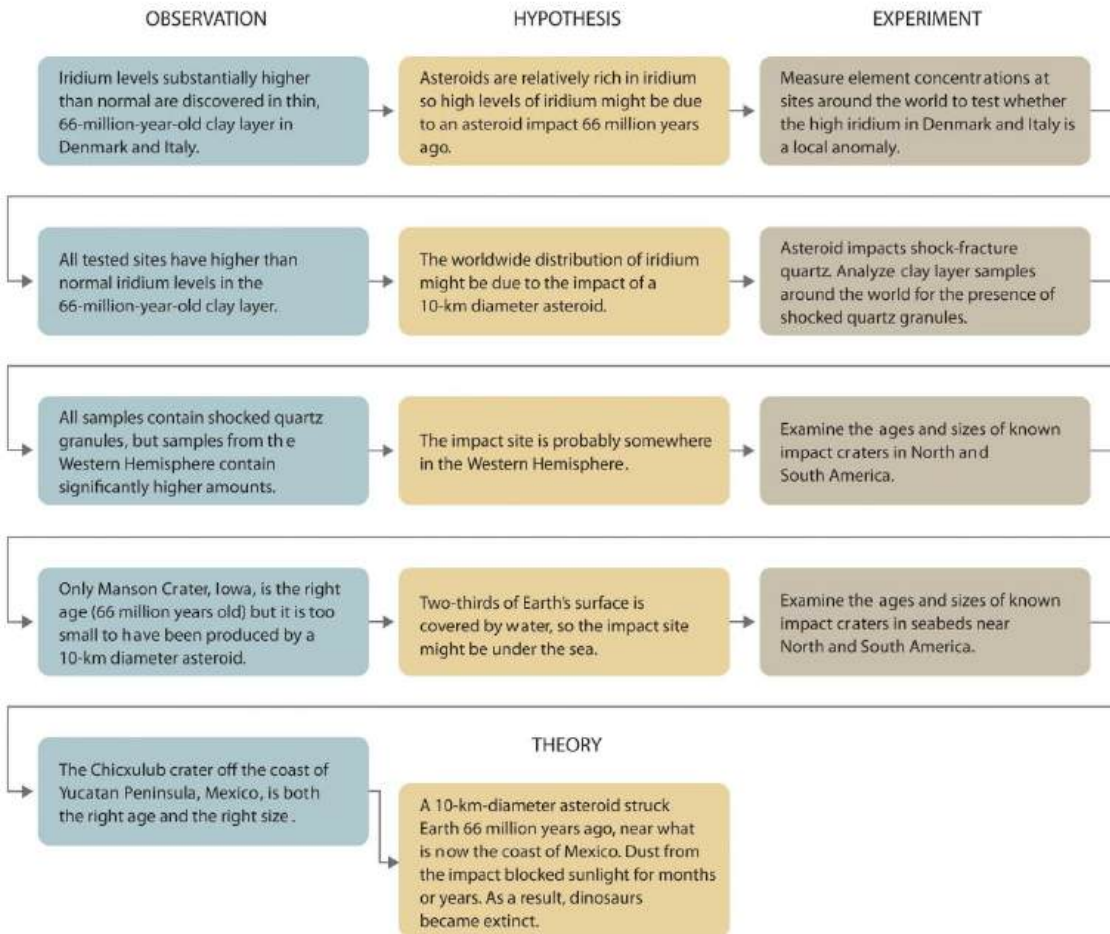 OBSERVATION
HYPOTHESIS
EXPERIMENT
Iridium levels substantially higher
than normal are discovered in thin,
66-million-year-old clay layer in
Denmark and Italy.
Asteroids are relatively rich in iridium
so high levels of iridium might be due
to an asteroid impact 66 million years
ago.
Measure element concentrations at
sites around the world to test whether
the high iridium in Denmark and Italy is
a local anomaly.
All tested sites have higher than
normal iridium levels in the
66-million-year-old clay layer.
The worldwide distribution of iridium
might be due to the impact of a
10-km diameter asteroid.
Asteroid impacts shock-fracture
quartz. Analyze clay layer samples
around the world for the presence of
shocked quartz granules.
All samples contain shocked quartz
granules, but samples from the
Western Hemisphere contain
significantly higher amounts.
The impact site is probably somewhere
in the Western Hemisphere.
Examine the ages and sizes of known
impact craters in North and
South America.
Only Manson Crater, Iowa, is the right
age (66 million years old) but it is too
small to have been produced by a
10-km diameter asteroid.
Two-thirds of Earth's surface is
covered by water, so the impact site
might be under the sea.
Examine the ages and sizes of known
impact craters in seabeds near
North and South America.
The Chicxulub crater off the coast of
Yucatan Peninsula, Mexico, is both
the right age and the right size.
THEORY
A 10-km-diameter asteroid struck
Earth 66 million years ago, near what
is now the coast of Mexico. Dust from
the impact blocked sunlight for months
or years. As a result, dinosaurs
became extinct.